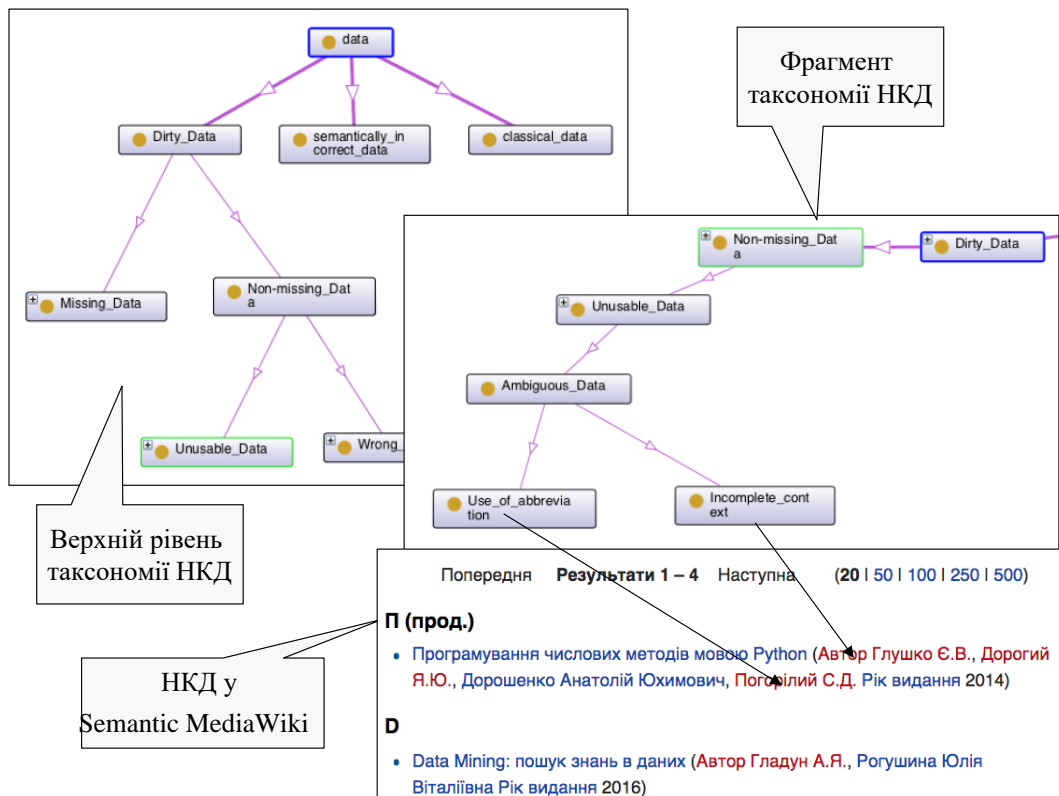 data
Dirty_Data
semantically_in
correct_data
classical_data
Missing_Data
Non-missing_Dat
a
Unusable_Data
Wrong_
Верхній рівень
таксономії НКД
Фрагмент
таксономії НКД
Non-missing_Dat
a
Dirty_Data
Unusable_Data
Ambiguous_Data
Use_of_abbrevia
tion
Incomplete_cont
ext
НКД у
Semantic MediaWiki
Попередня Результати 1 – 4 Наступна (20 | 50 | 100 | 250 | 500)
П (прод.)
• Програмування числових методів мовою Python (Автор Глушко Є.В., Дорогий
Я.Ю., Дорошенко Анатолій Юхимович, Погорілий С.Д. Рік видання 2014)
D
• Data Mining: пошук знань в даних (Автор Гладун А.Я., Рогушина Юлія
Віталіївна Рік видання 2016)